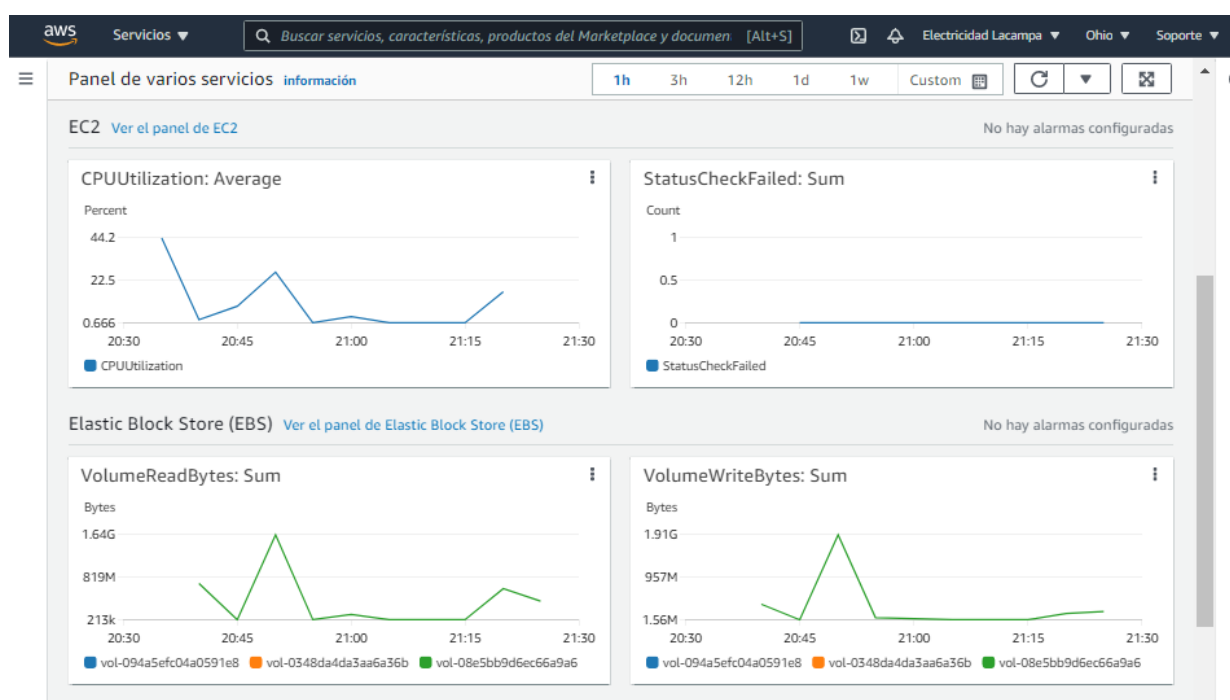 aws Servicios Buscar servicios, características, productos del Marketplace y documen [Alt+S] Electricidad Lacampa Ohio Soporte
Panel de varios servicios información 1h 3h 12h 1d 1w Custom
EC2 Ver el panel de EC2 No hay alarmas configuradas
CPUUtilization: Average
Percent
44.2
22.5
0.666
20:30 20:45 21:00 21:15 21:30
CPUUtilization
StatusCheckFailed: Sum
Count
1
0.5
0
20:30 20:45 21:00 21:15 21:30
StatusCheckFailed
Elastic Block Store (EBS) Ver el panel de Elastic Block Store (EBS) No hay alarmas configuradas
VolumeReadBytes: Sum
Bytes
1.64G
819M
213k
20:30 20:45 21:00 21:15 21:30
vol-094a5efc04a0591e8 vol-0348da4da3aa6a36b vol-08e5bb9d6ec66a9a6
VolumeWriteBytes: Sum
Bytes
1.91G
957M
1.56M
20:30 20:45 21:00 21:15 21:30
vol-094a5efc04a0591e8 vol-0348da4da3aa6a36b vol-08e5bb9d6ec66a9a6